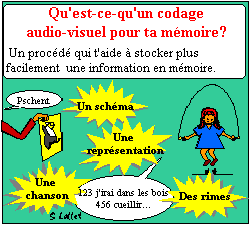 Qu'est-ce-qu'un codage
audio-visuel pour ta mémoire?
Un procédé qui t'aide à stocker plus
facilement une information en mémoire.
Pschent
Un schéma
Une
représentation
Une
chanson
123 j'irai dans les bois
456 cueillir...
Des rimes
S Lallet